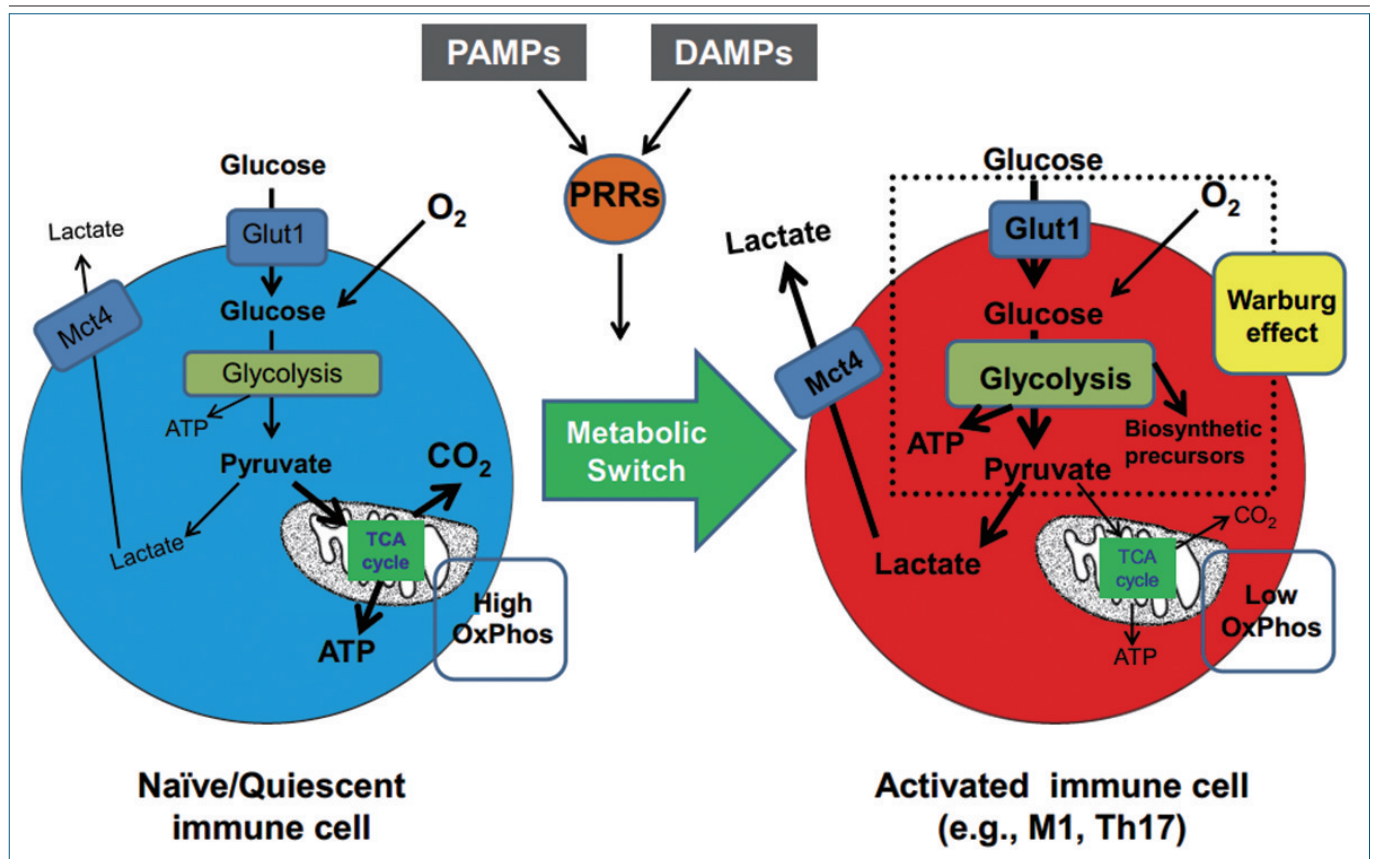 PAMPs
DAMPs
PRRs
Glucose
O2
Lactate
Glut1
Mct4
Glucose
Glycolysis
ATP
Pyruvate
CO2
Lactate
TCA
cycle
ATP
High
OxPhos
Naïve/Quiescent
immune cell
Metabolic
Switch
Glucose
O2
Lactate
Glut1
Warburg
effect
Mct4
Glucose
Glycolysis
ATP
Biosynthetic
precursors
Pyruvate
CO2
Lactate
TCA
cycle
ATP
Low
OxPhos
Activated immune cell
(e.g., M1, Th17)